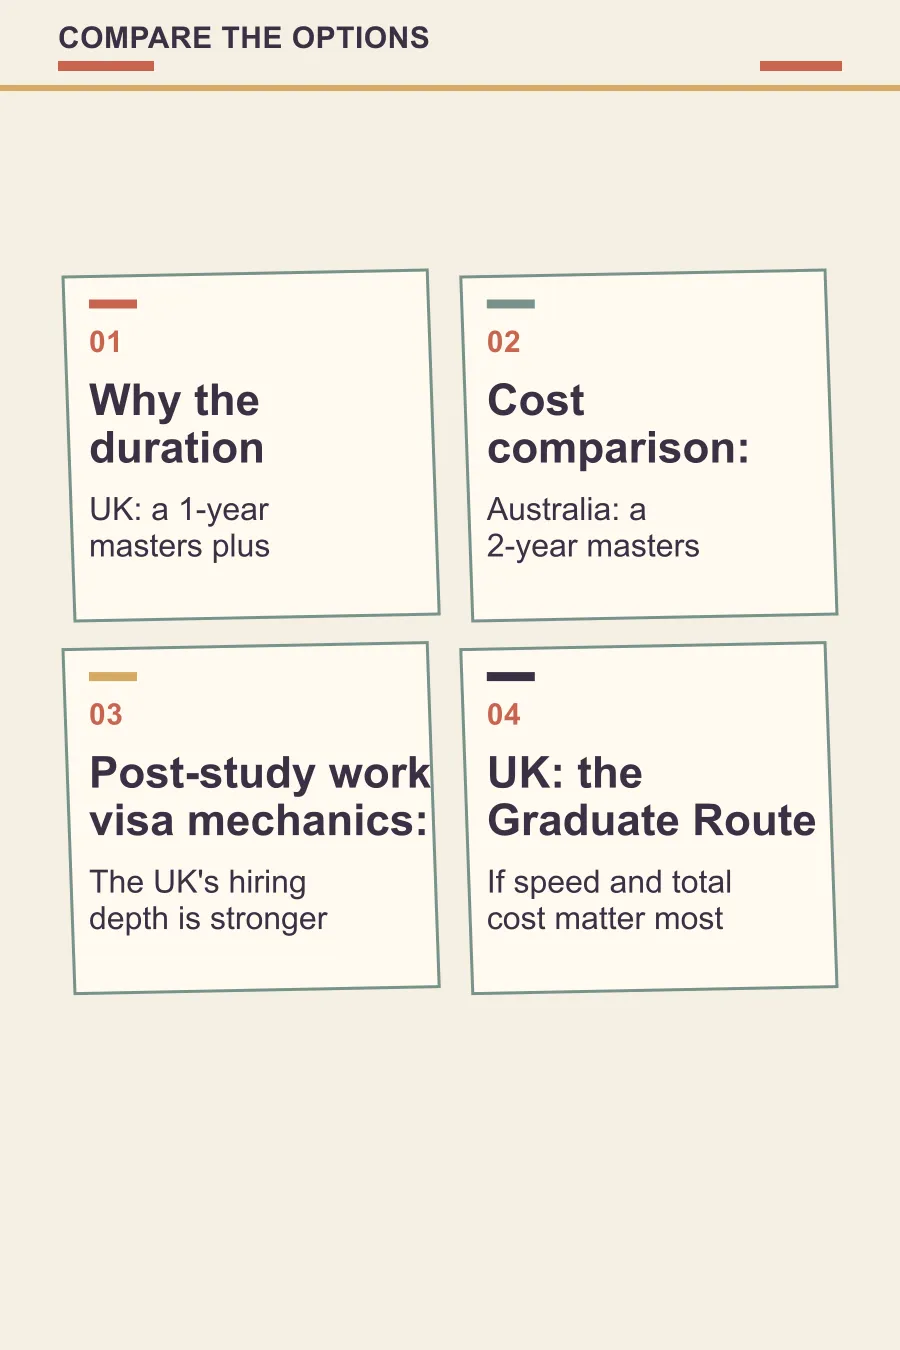 COMPARE THE OPTIONS
01
Why the
duration
UK: a 1-year
masters plus
02
Cost
comparison:
Australia: a
2-year masters
03
Post-study work
visa mechanics:
The UK's hiring
depth is stronger
04
UK: the
Graduate Route
If speed and total
cost matter most